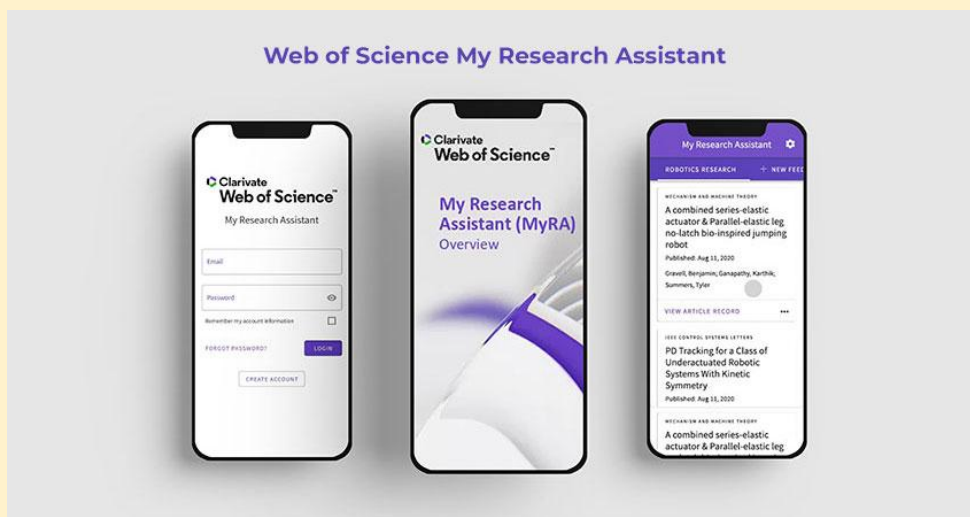 Web of Science My Research Assistant
Clarivate
Web of Science™
My Research Assistant
Email
Password
Remember my account information
FORGOT PASSWORD?
LOGIN
CREATE ACCOUNT
Clarivate
Web of Science™
My Research
Assistant (MyRA)
Overview
My Research Assistant
ROBOTICS RESEARCH
+ NEW FEED
MECHANISM AND MACHINE THEORY
A combined series-elastic
actuator & Parallel-elastic leg
no-latch bio-inspired jumping
robot
Published: Aug 11, 2020
Gravell, Benjamin; Ganapathy, Karthik;
Summers, Tyler
VIEW ARTICLE RECORD
IEEE CONTROL SYSTEMS LETTERS
PD Tracking for a Class of
Underactuated Robotic
Systems With Kinetic
Symmetry
Published: Aug 11, 2020
MECHANISM AND MACHINE THEORY
A combined series-elastic
actuator & Parallel-elastic leg